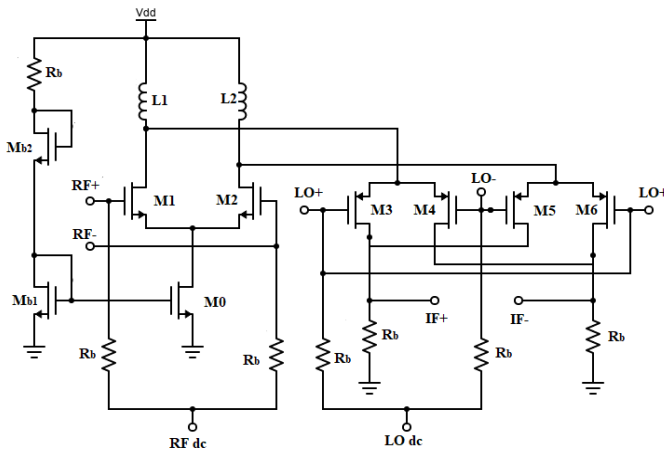 Vdd
Rb
L1
L2
Mb2
RF+
M1
M2
LO+
LO-
LO+
M3
M4
M5
M6
RF-
Mb1
M0
IF+
IF-
Rb
Rb
Rb
Rb
Rb
Rb
RF dc
LO dc